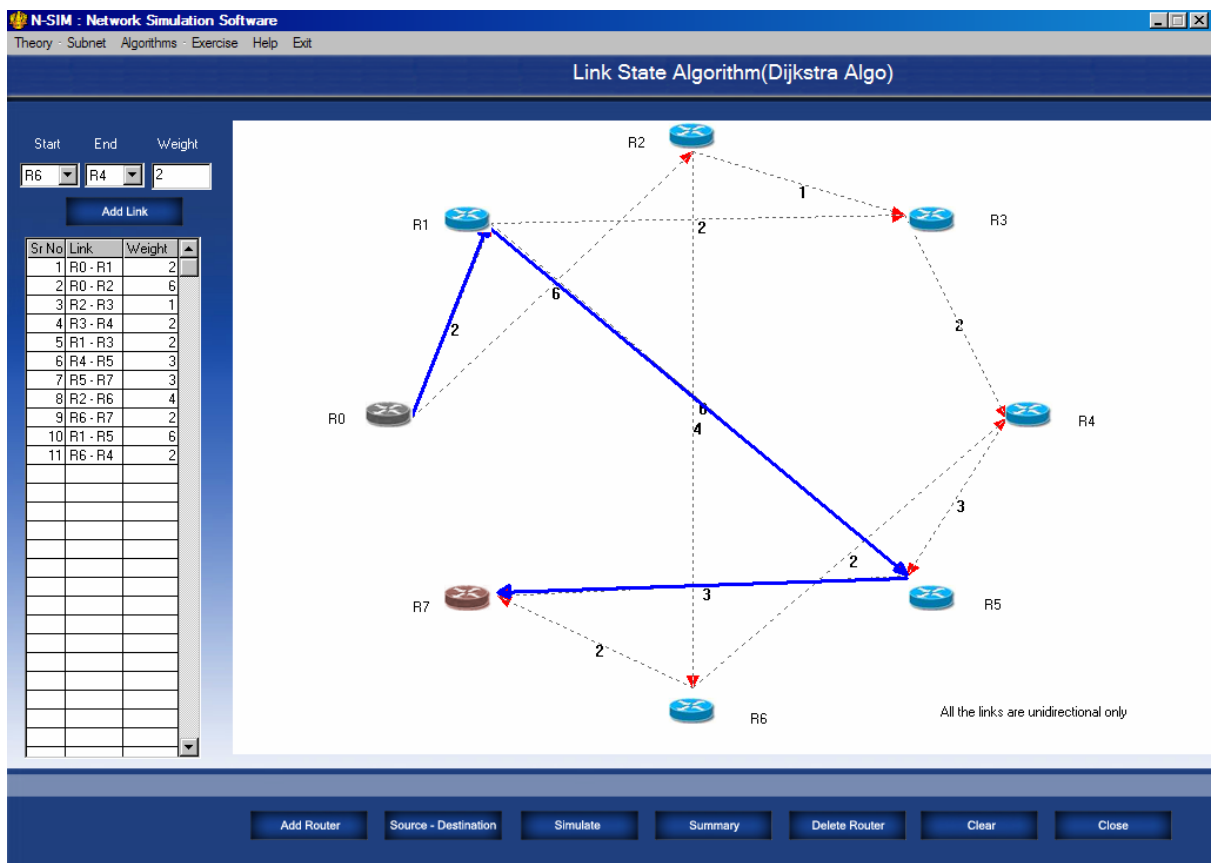 N-SIM : Network Simulation Software
Theory - Subnet Algorithms - Exercise Help Exit
Link State Algorithm(Dijkstra Algo)
Start End Weight
R6 R4 2
Add Link
Sr No Link Weight
1 R0 - R1 2
2 R0 - R2 6
3 R2 - R3 1
4 R3 - R4 2
5 R1 - R3 2
6 R4 - R5 3
7 R5 - R7 3
8 R2 - R6 4
9 R6 - R7 2
10 R1 - R5 6
11 R6 - R4 2
R2
1
R1
R3
2
6
2
2
R0
6
4
R4
3
2
R7
3
R5
2
R6
All the links are unidirectional only
Add Router Source - Destination Simulate Summary Delete Router Clear Close